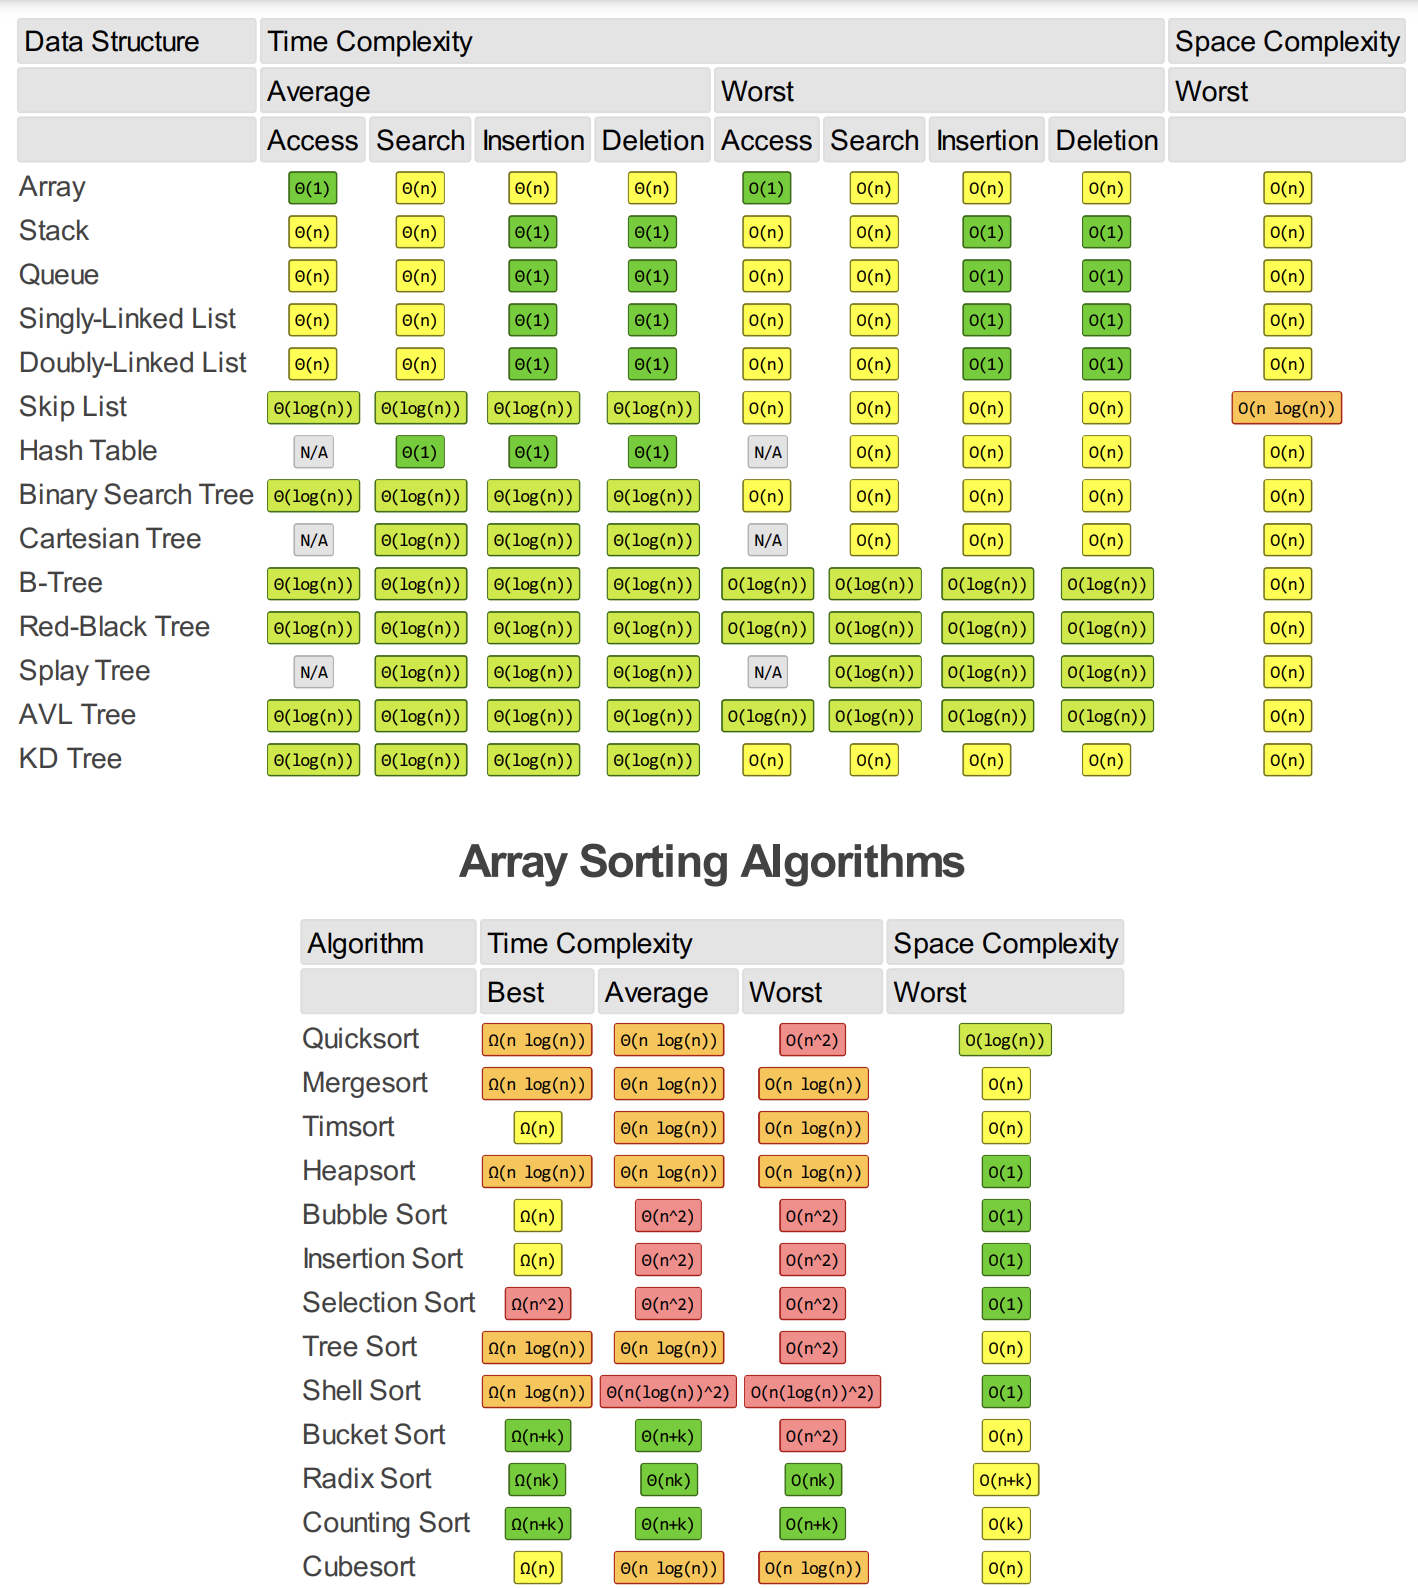 Data Structure Time Complexity Space Complexity
Average Worst Worst
Access Search Insertion Deletion Access Search Insertion Deletion
Array Θ(1) Θ(n) Θ(n) Θ(n) O(1) O(n) O(n) O(n) O(n)
Stack Θ(n) Θ(n) Θ(1) Θ(1) O(n) O(n) O(1) O(1) O(n)
Queue Θ(n) Θ(n) Θ(1) Θ(1) O(n) O(n) O(1) O(1) O(n)
Singly-Linked List Θ(n) Θ(n) Θ(1) Θ(1) O(n) O(n) O(1) O(1) O(n)
Doubly-Linked List Θ(n) Θ(n) Θ(1) Θ(1) O(n) O(n) O(1) O(1) O(n)
Skip List Θ(log(n)) Θ(log(n)) Θ(log(n)) Θ(log(n)) O(n) O(n) O(n) O(n) O(n log(n))
Hash Table N/A Θ(1) Θ(1) Θ(1) N/A O(n) O(n) O(n) O(n)
Binary Search Tree Θ(log(n)) Θ(log(n)) Θ(log(n)) Θ(log(n)) O(n) O(n) O(n) O(n) O(n)
Cartesian Tree N/A Θ(log(n)) Θ(log(n)) Θ(log(n)) N/A O(n) O(n) O(n) O(n)
B-Tree Θ(log(n)) Θ(log(n)) Θ(log(n)) Θ(log(n)) O(log(n)) O(log(n)) O(log(n)) O(log(n)) O(n)
Red-Black Tree Θ(log(n)) Θ(log(n)) Θ(log(n)) Θ(log(n)) O(log(n)) O(log(n)) O(log(n)) O(log(n)) O(n)
Splay Tree N/A Θ(log(n)) Θ(log(n)) Θ(log(n)) N/A O(log(n)) O(log(n)) O(log(n)) O(n)
AVL Tree Θ(log(n)) Θ(log(n)) Θ(log(n)) Θ(log(n)) O(log(n)) O(log(n)) O(log(n)) O(log(n)) O(n)
KD Tree Θ(log(n)) Θ(log(n)) Θ(log(n)) Θ(log(n)) O(n) O(n) O(n) O(n) O(n)
Array Sorting Algorithms
Algorithm Time Complexity Space Complexity
Best Average Worst Worst
Quicksort Ω(n log(n)) Θ(n log(n)) O(n^2) O(log(n))
Mergesort Ω(n log(n)) Θ(n log(n)) O(n log(n)) O(n)
Timsort Ω(n) Θ(n log(n)) O(n log(n)) O(n)
Heapsort Ω(n log(n)) Θ(n log(n)) O(n log(n)) O(1)
Bubble Sort Ω(n) Θ(n^2) O(n^2) O(1)
Insertion Sort Ω(n) Θ(n^2) O(n^2) O(1)
Selection Sort Ω(n^2) Θ(n^2) O(n^2) O(1)
Tree Sort Ω(n log(n)) Θ(n log(n)) O(n^2) O(n)
Shell Sort Ω(n log(n)) Θ(n(log(n))^2) O(n(log(n))^2) O(1)
Bucket Sort Ω(n+k) Θ(n+k) O(n^2) O(n)
Radix Sort Ω(nk) Θ(nk) O(nk) O(n+k)
Counting Sort Ω(n+k) Θ(n+k) O(n+k) O(k)
Cubesort Ω(n) Θ(n log(n)) O(n log(n)) O(n)